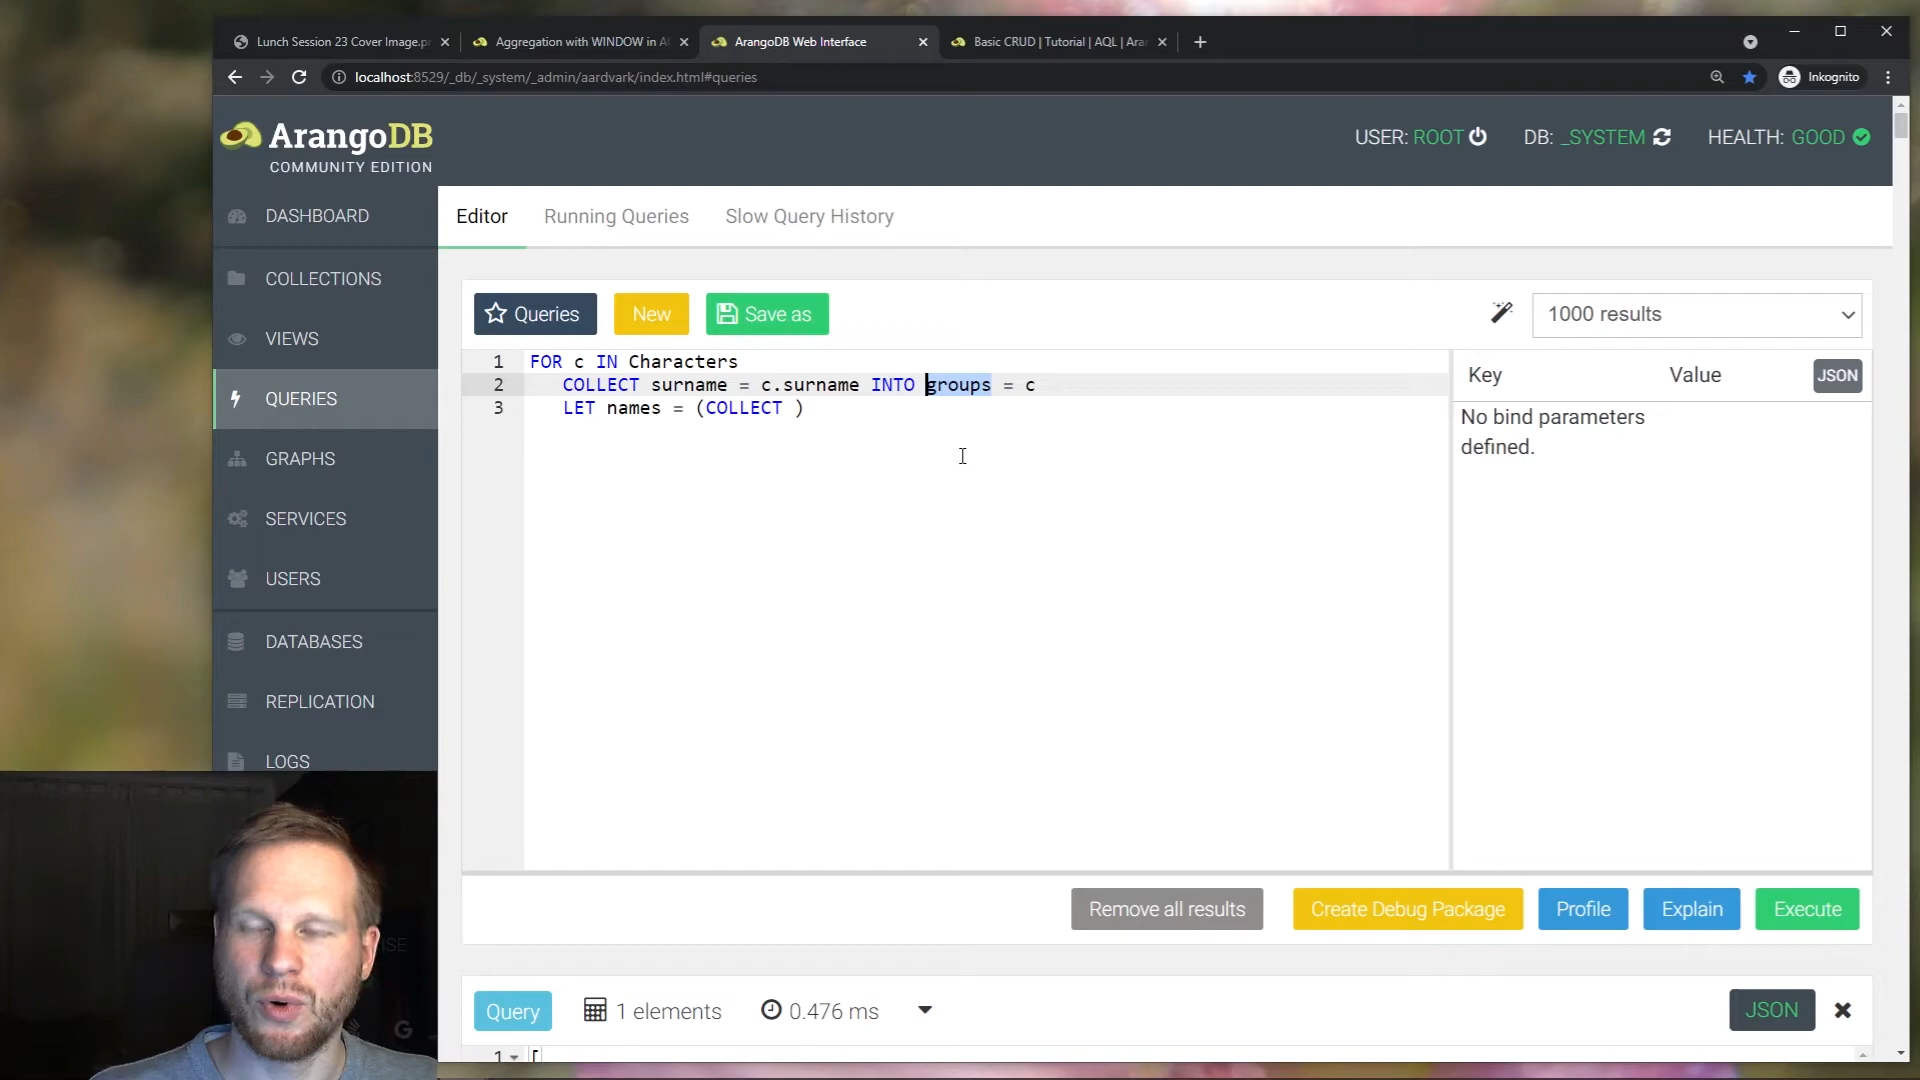 Lunch Session 23 Cover Image.pr
Aggregation with WINDOW in A
ArangoDB Web Interface
Basic CRUD | Tutorial | AQL | Ara
localhost:8529/_db/_system/_admin/aardvark/index.html#queries
Inkognito
ArangoDB
COMMUNITY EDITION
USER: ROOT
DB: _SYSTEM
HEALTH: GOOD
DASHBOARD
COLLECTIONS
VIEWS
QUERIES
GRAPHS
SERVICES
USERS
DATABASES
REPLICATION
LOGS
Editor
Running Queries
Slow Query History
Queries
New
Save as
1000 results
1 FOR c IN Characters
2 COLLECT surname = c.surname INTO groups = c
3 LET names = (COLLECT )
Key
Value
JSON
No bind parameters
defined.
Remove all results
Create Debug Package
Profile
Explain
Execute
Query
1 elements
0.476 ms
JSON
1 [